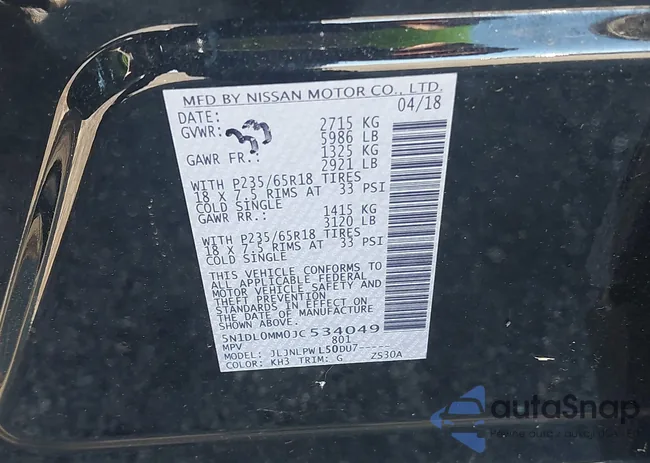 MFD BY NISSAN MOTOR CO., LTD.
DATE: 04/18
GVWR: 2715 KG
5986 LB
GAWR FR.: 1325 KG
2921 LB
WITH P235/65R18 TIRES
18 X 7.5 RIMS AT 33 PSI
COLD SINGLE
GAWR RR.: 1415 KG
3120 LB
WITH P235/65R18 TIRES
18 X 7.5 RIMS AT 33 PSI
COLD SINGLE
THIS VEHICLE CONFORMS TO
ALL APPLICABLE FEDERAL
MOTOR VEHICLE SAFETY AND
THEFT PREVENTION
STANDARDS IN EFFECT ON
THE DATE OF MANUFACTURE
SHOWN ABOVE.
5N1DL0MM0JC534049
MPV 801
MODEL: JLJNLPWL50DU7-----
COLOR: KH3 TRIM: G ZS30A
autoSnap